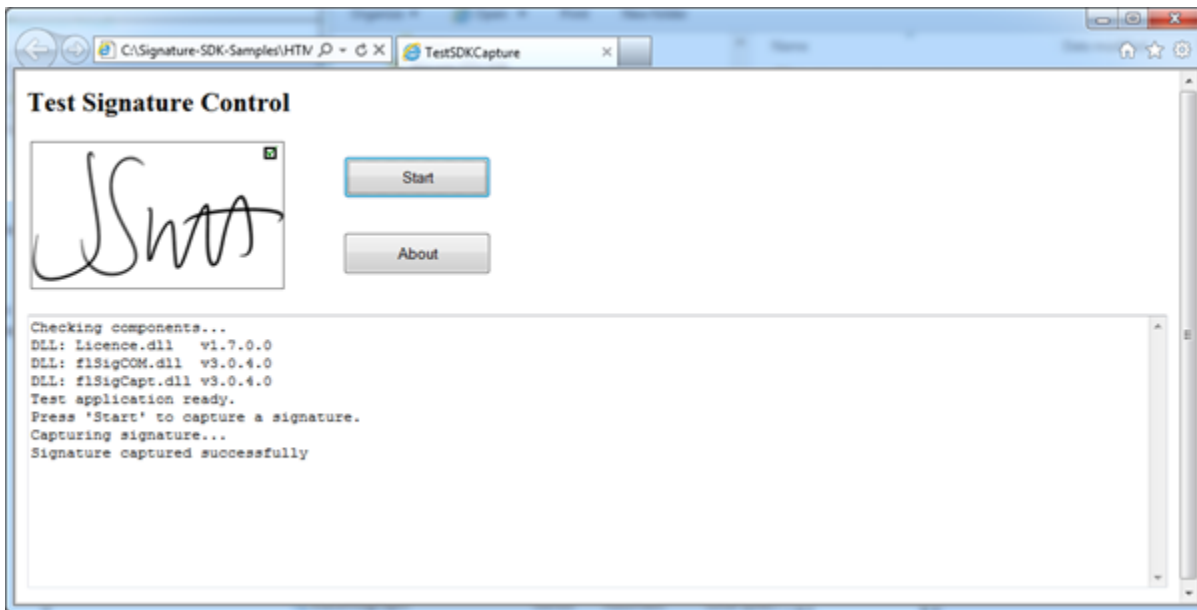 C:\Signature-SDK-Samples\HTM
TestSDKCapture
Test Signature Control
Start
About
Checking components...
DLL: Licence.dll   v1.7.0.0
DLL: flSigCOM.dll  v3.0.4.0
DLL: flSigCapt.dll v3.0.4.0
Test application ready.
Press 'Start' to capture a signature.
Capturing signature...
Signature captured successfully